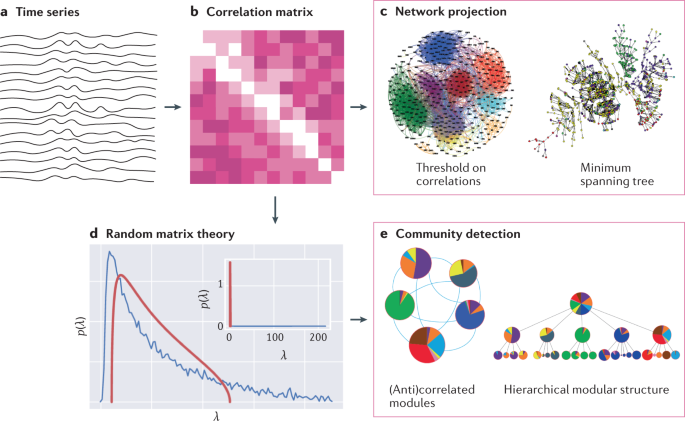 a Time series
b Correlation matrix
c Network projection
Threshold on
correlations
Minimum
spanning tree
d Random matrix theory
p(λ)
λ
1
0
p(λ)
0
100
200
λ
e Community detection
(Anti)correlated
modules
Hierarchical modular structure